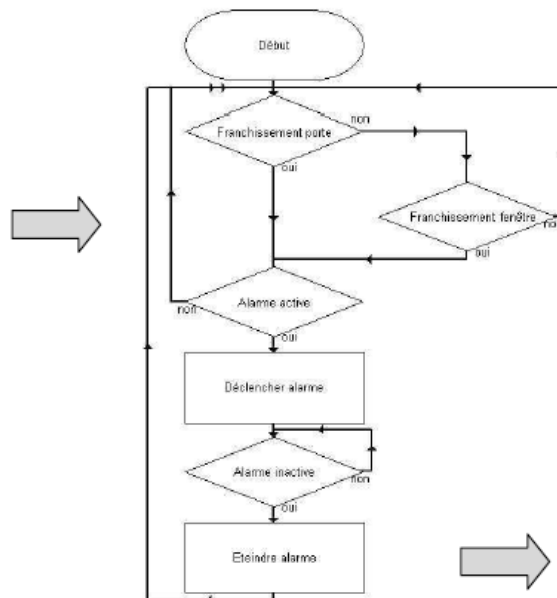 Début
non
Franchissement porte
oui
Franchissement fenêtre
non
oui
Alarme active
non
oui
Déclencher alarme
Alarme inactive
non
oui
Eteindre alarme